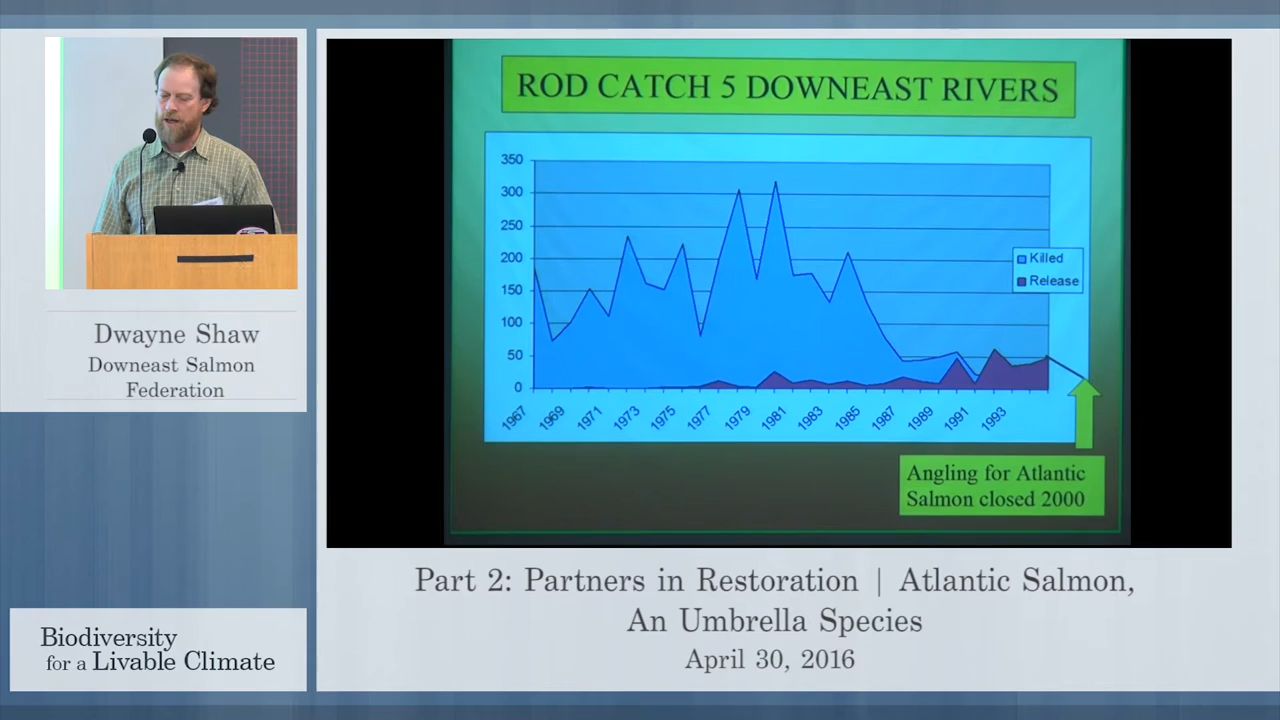 Dwayne Shaw
Downeast Salmon
Federation
Biodiversity
for a Livable Climate
ROD CATCH 5 DOWNEAST RIVERS
350
300
250
200
150
100
50
0
1967
1969
1971
1973
1975
1977
1979
1981
1983
1985
1987
1989
1991
1993
Killed
Release
Angling for Atlantic
Salmon closed 2000
Part 2: Partners in Restoration | Atlantic Salmon,
An Umbrella Species
April 30, 2016